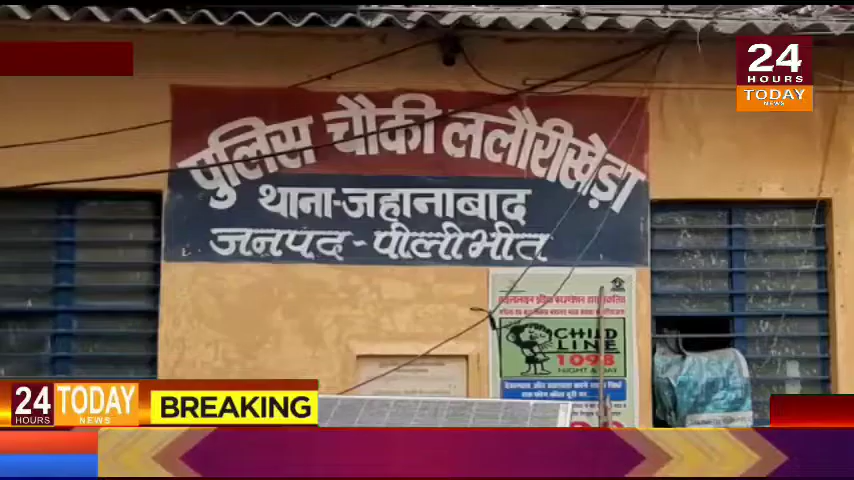 24
HOURS
TODAY
NEWS
पुलिस चौकी ललौरीखेड़ा
थाना-जहानाबाद
जनपद-पीलीभीत
CHILD
LINE
1098
NIGHT & DAY
24
HOURS
TODAY
NEWS
BREAKING